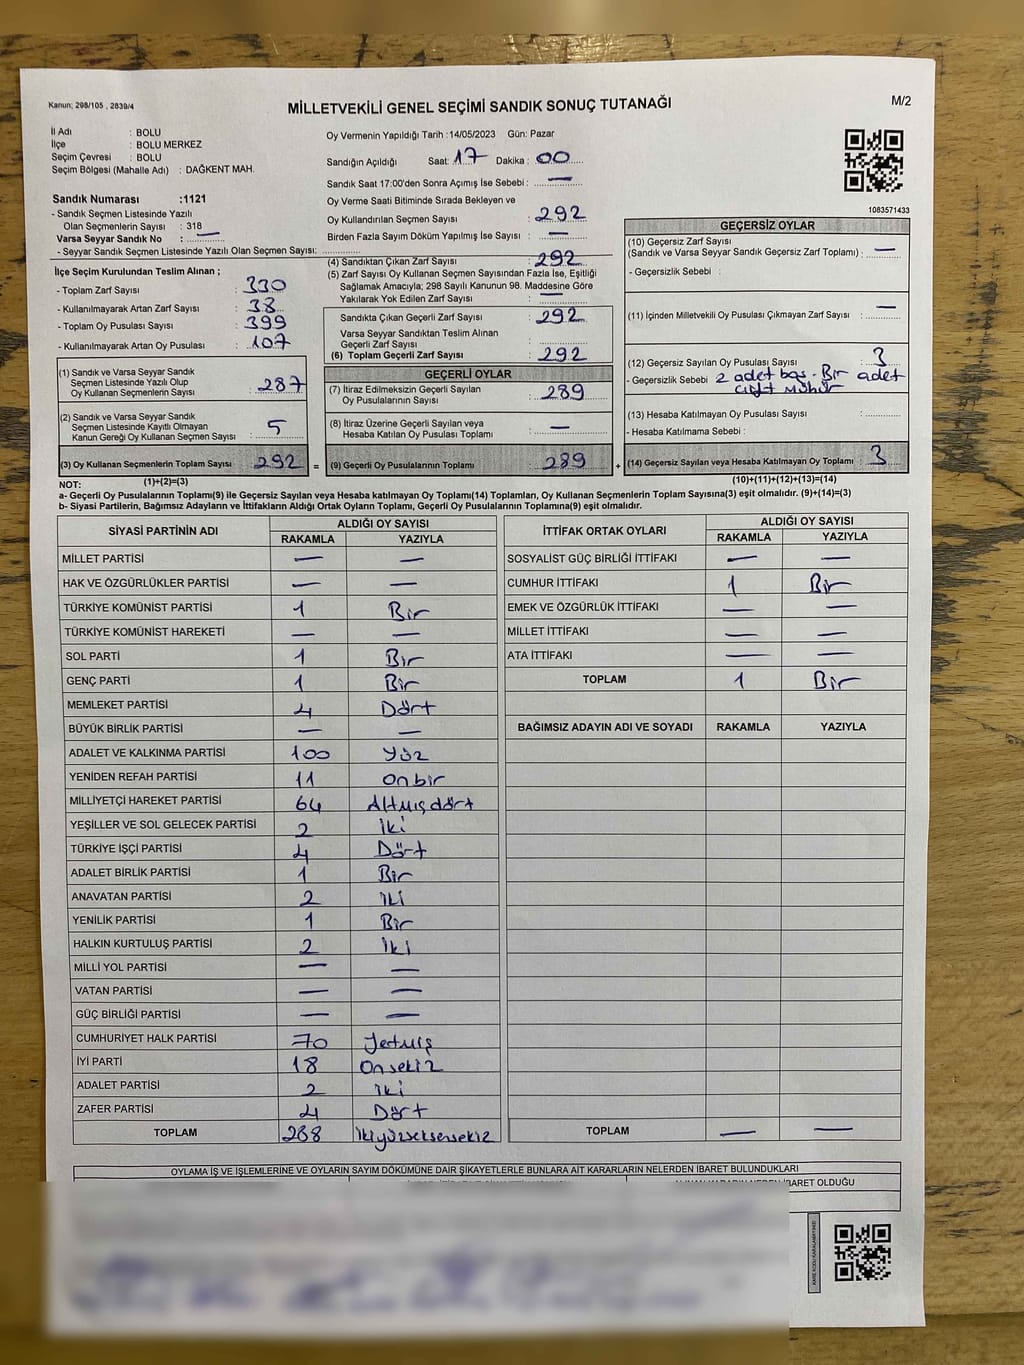 Kanun; 298/105 , 2839/4
MİLLETVEKİLİ GENEL SEÇİMİ SANDIK SONUÇ TUTANAĞI
M/2
İl Adı : BOLU
İlçe : BOLU MERKEZ
Seçim Çevresi : BOLU
Seçim Bölgesi (Mahalle Adı) : DAĞKENT MAH.
Sandık Numarası :1121
- Sandık Seçmen Listesinde Yazılı
Olan Seçmenlerin Sayısı : 318
Varsa Seyyar Sandık No : —
- Seyyar Sandık Seçmen Listesinde Yazılı Olan Seçmen Sayısı:
Oy Vermenin Yapıldığı Tarih :14/05/2023 Gün: Pazar
Sandığın Açıldığı Saat: 17 Dakika : 00
Sandık Saat 17:00'den Sonra Açımış İse Sebebi : —
Oy Verme Saati Bitiminde Sırada Bekleyen ve
Oy Kullandırılan Seçmen Sayısı : 292
Birden Fazla Sayım Döküm Yapılmış İse Sayısı : —
1083571433
İlçe Seçim Kurulundan Teslim Alınan ;
- Toplam Zarf Sayısı : 330
- Kullanılmayarak Artan Zarf Sayısı : 38
- Toplam Oy Pusulası Sayısı : 399
- Kullanılmayarak Artan Oy Pusulası : 107
(1) Sandık ve Varsa Seyyar Sandık
Seçmen Listesinde Yazılı Olup
Oy Kullanan Seçmenlerin Sayısı : 287
(2) Sandık ve Varsa Seyyar Sandık
Seçmen Listesinde Kayıtlı Olmayan
Kanun Gereği Oy Kullanan Seçmen Sayısı : 5
(3) Oy Kullanan Seçmenlerin Toplam Sayısı 292 =
(4) Sandıktan Çıkan Zarf Sayısı : 292
(5) Zarf Sayısı Oy Kullanan Seçmen Sayısından Fazla İse, Eşitliği
Sağlamak Amacıyla; 298 Sayılı Kanunun 98. Maddesine Göre
Yakılarak Yok Edilen Zarf Sayısı : —
Sandıkta Çıkan Geçerli Zarf Sayısı : 292
Varsa Seyyar Sandıktan Teslim Alınan
Geçerli Zarf Sayısı :
(6) Toplam Geçerli Zarf Sayısı : 292
GEÇERLİ OYLAR
(7) İtiraz Edilmeksizin Geçerli Sayılan
Oy Pusulalarının Sayısı : 289
(8) İtiraz Üzerine Geçerli Sayılan veya
Hesaba Katılan Oy Pusulası Toplamı : —
(9) Geçerli Oy Pusulalarının Toplamı 289 +
GEÇERSİZ OYLAR
(10) Geçersiz Zarf Sayısı
(Sandık ve Varsa Seyyar Sandık Geçersiz Zarf Toplamı) : —
- Geçersizlik Sebebi :
(11) İçinden Milletvekili Oy Pusulası Çıkmayan Zarf Sayısı : —
(12) Geçersiz Sayılan Oy Pusulası Sayısı : 3
- Geçersizlik Sebebi 2 adet boş - Bir adet
çift mühür
(13) Hesaba Katılmayan Oy Pusulası Sayısı :
- Hesaba Katılmama Sebebi :
(14) Geçersiz Sayılan veya Hesaba Katılmayan Oy Toplamı : 3
NOT: (1)+(2)=(3) (10)+(11)+(12)+(13)=(14)
a- Geçerli Oy Pusulalarının Toplamı(9) ile Geçersiz Sayılan veya Hesaba katılmayan Oy Toplamı(14) Toplamları, Oy Kullanan Seçmenlerin Toplam Sayısına(3) eşit olmalıdır. (9)+(14)=(3)
b- Siyasi Partilerin, Bağımsız Adayların ve İttifakların Aldığı Ortak Oyların Toplamı, Geçerli Oy Pusulalarının Toplamına(9) eşit olmalıdır.
SİYASİ PARTİNİN ADI ALDIĞI OY SAYISI
RAKAMLA YAZIYLA
MİLLET PARTİSİ — —
HAK VE ÖZGÜRLÜKLER PARTİSİ — —
TÜRKİYE KOMÜNİST PARTİSİ 1 Bir
TÜRKİYE KOMÜNİST HAREKETİ — —
SOL PARTİ 1 Bir
GENÇ PARTİ 1 Bir
MEMLEKET PARTİSİ 4 Dört
BÜYÜK BİRLİK PARTİSİ — —
ADALET VE KALKINMA PARTİSİ 100 Yüz
YENİDEN REFAH PARTİSİ 11 Onbir
MİLLİYETÇİ HAREKET PARTİSİ 64 Altmışdört
YEŞİLLER VE SOL GELECEK PARTİSİ 2 İki
TÜRKİYE İŞÇİ PARTİSİ 4 Dört
ADALET BİRLİK PARTİSİ 1 Bir
ANAVATAN PARTİSİ 2 İki
YENİLİK PARTİSİ 1 Bir
HALKIN KURTULUŞ PARTİSİ 2 İki
MİLLİ YOL PARTİSİ — —
VATAN PARTİSİ — —
GÜÇ BİRLİĞİ PARTİSİ — —
CUMHURİYET HALK PARTİSİ 70 Yetmiş
İYİ PARTİ 18 Onsekiz
ADALET PARTİSİ 2 İki
ZAFER PARTİSİ 4 Dört
TOPLAM 288 İkiyüzseksensekiz
İTTİFAK ORTAK OYLARI ALDIĞI OY SAYISI
RAKAMLA YAZIYLA
SOSYALİST GÜÇ BİRLİĞİ İTTİFAKI — —
CUMHUR İTTİFAKI 1 Bir
EMEK VE ÖZGÜRLÜK İTTİFAKI — —
MİLLET İTTİFAKI — —
ATA İTTİFAKI — —
TOPLAM 1 Bir
BAĞIMSIZ ADAYIN ADI VE SOYADI RAKAMLA YAZIYLA
TOPLAM — —
OYLAMA İŞ VE İŞLEMLERİNE VE OYLARIN SAYIM DÖKÜMÜNE DAİR ŞİKAYETLERLE BUNLARA AİT KARARLARIN NELERDEN İBARET BULUNDUKLARI
İBARET OLDUĞU